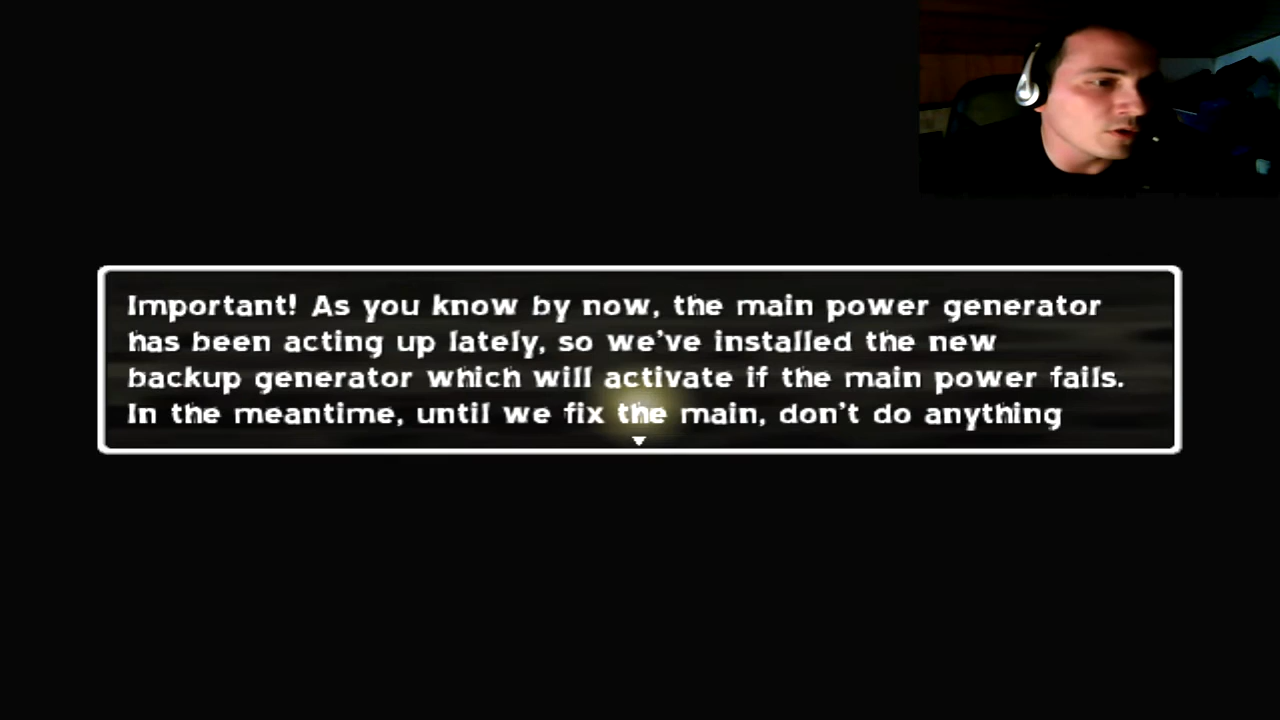 Important! As you know by now, the main power generator
has been acting up lately, so we've installed the new
backup generator which will activate if the main power fails.
In the meantime, until we fix the main, don't do anything